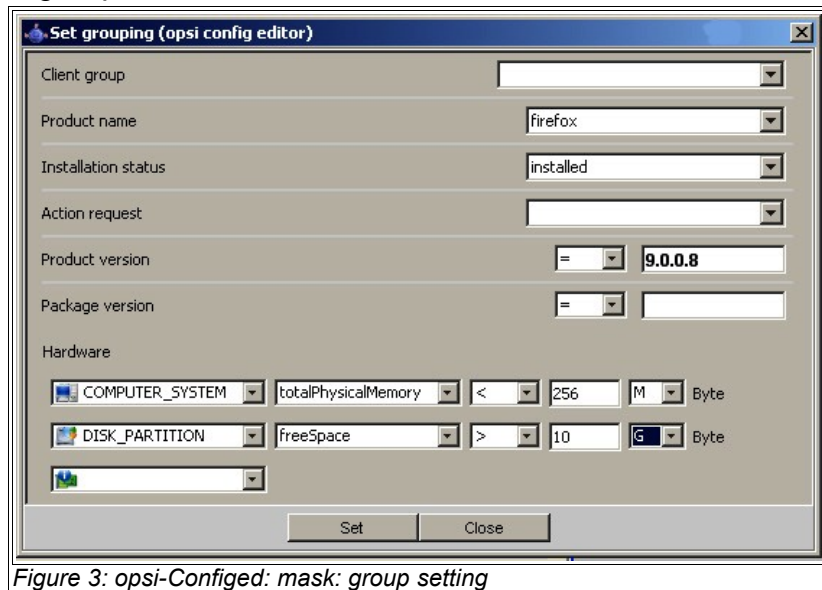 Set grouping (opsi config editor)
Client group
Product name firefox
Installation status installed
Action request
Product version = 9.0.0.8
Package version =
Hardware
COMPUTER_SYSTEM totalPhysicalMemory < 256 M Byte
DISK_PARTITION freeSpace > 10 G Byte
Set Close
Figure 3: opsi-Configed: mask: group setting